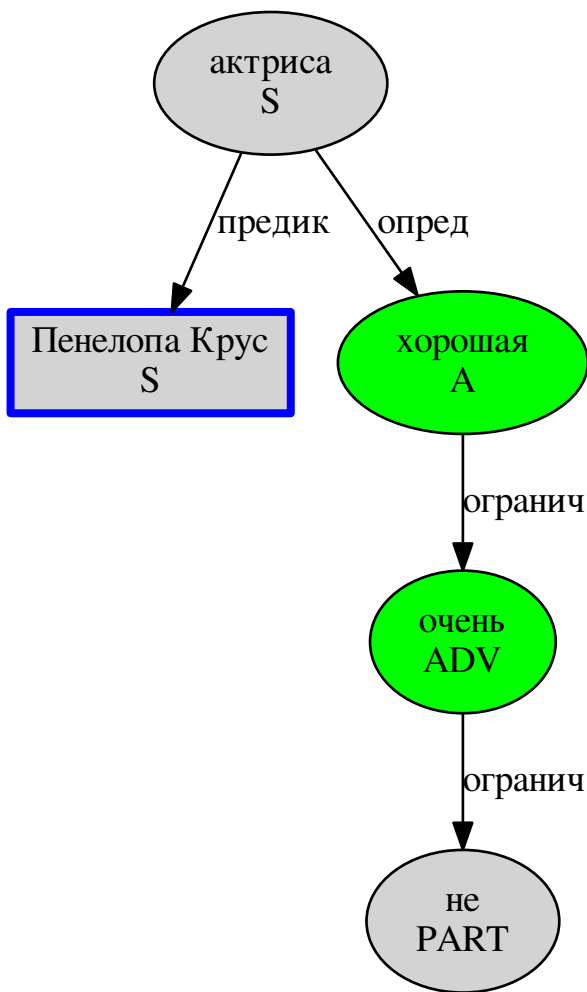 актриса
S
предик
опред
Пенелопа Крус
S
хорошая
A
огранич
очень
ADV
огранич
не
PART